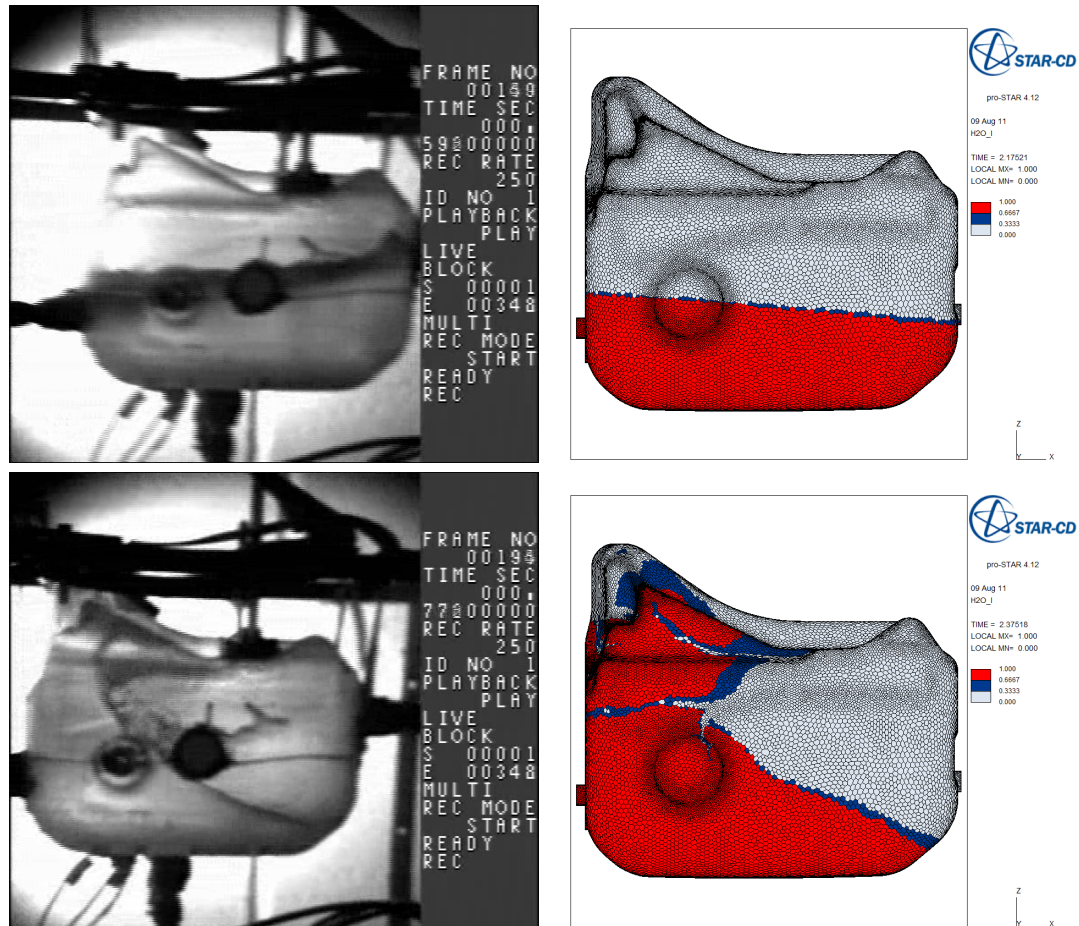 FRAME NO
TIME SEC
000.
REC RATE
250
ID NO 1
PLAYBACK
PLAY
LIVE
BLOCK
S 00001
E 00348
MULTI
REC MODE
START
READY
REC
STAR-CD
pro-STAR 4.12
09 Aug 11
H2O_l
TIME = 2.17521
LOCAL MX= 1.000
LOCAL MN= 0.000
1.000
0.6667
0.3333
0.000
Z
Y X
FRAME NO
TIME SEC
000.
REC RATE
250
ID NO 1
PLAYBACK
PLAY
LIVE
BLOCK
S 00001
E 00348
MULTI
REC MODE
START
READY
REC
STAR-CD
pro-STAR 4.12
09 Aug 11
H2O_l
TIME = 2.37518
LOCAL MX= 1.000
LOCAL MN= 0.000
1.000
0.6667
0.3333
0.000
Z
Y X